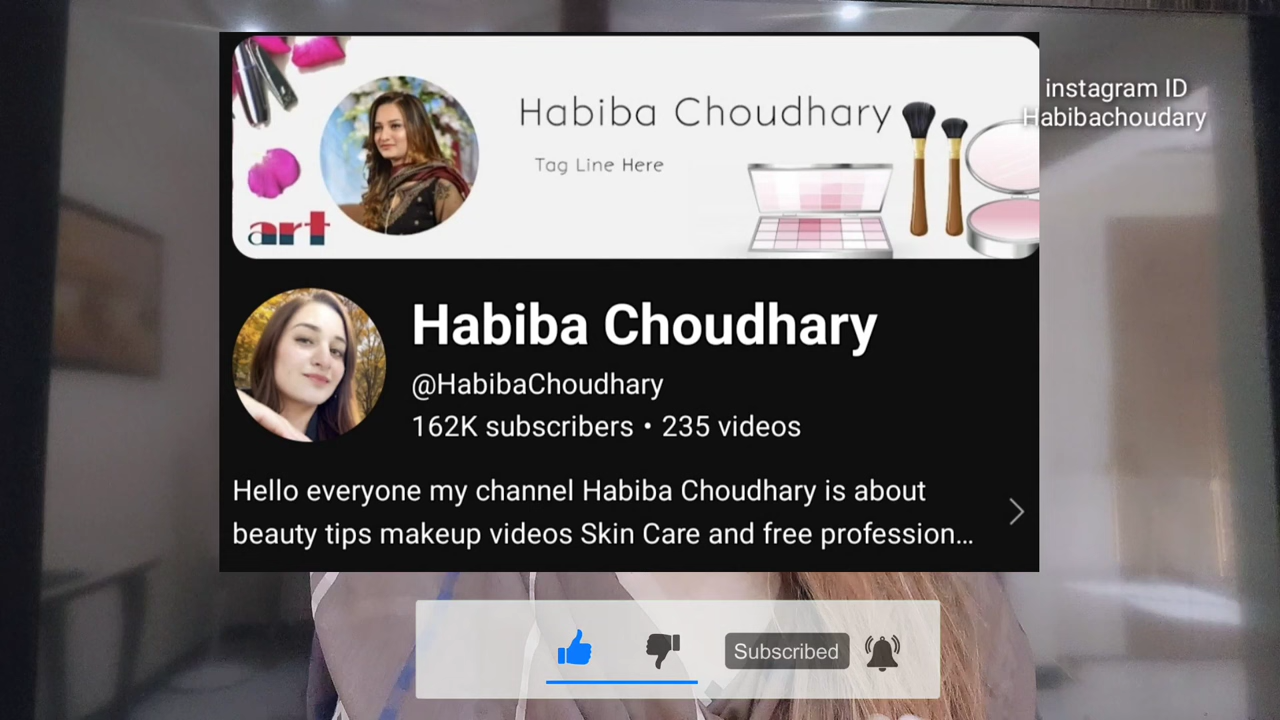 Habiba Choudhary
Tag Line Here
art
instagram ID
Habibachoudary
Habiba Choudhary
@HabibaChoudhary
162K subscribers • 235 videos
Hello everyone my channel Habiba Choudhary is about
beauty tips makeup videos Skin Care and free profession...
Subscribed